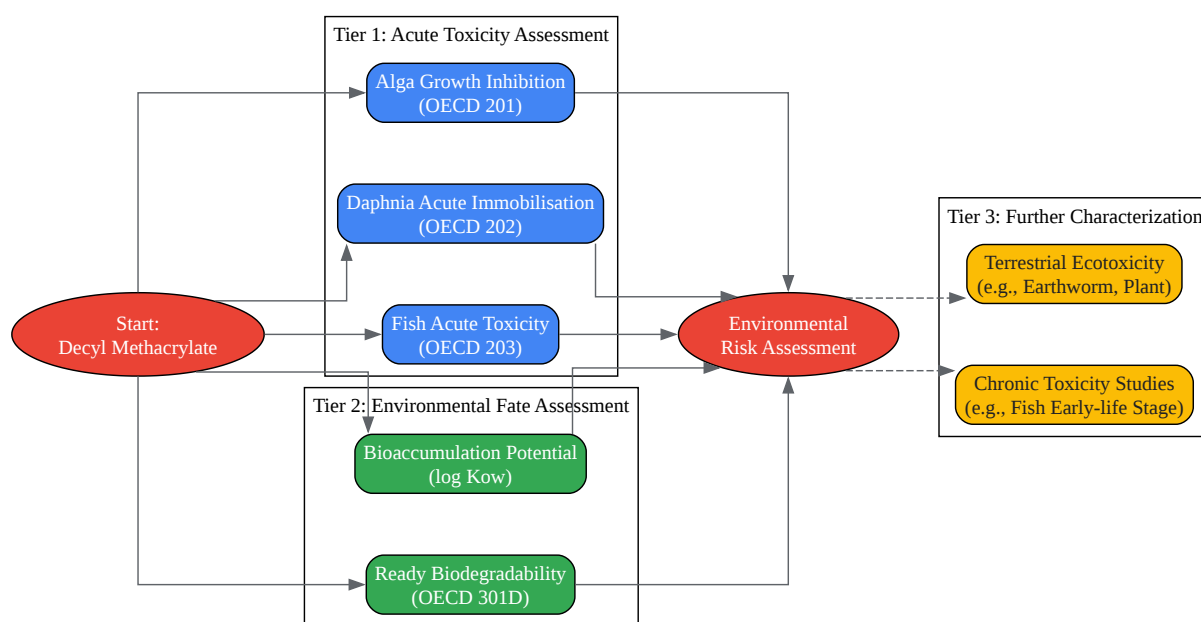 Tier 1: Acute Toxicity Assessment
Alga Growth Inhibition
(OECD 201)
Daphnia Acute Immobilisation
(OECD 202)
Fish Acute Toxicity
(OECD 203)
Start:
Decyl Methacrylate
Environmental
Risk Assessment
Tier 2: Environmental Fate Assessment
Bioaccumulation Potential
(log Kow)
Ready Biodegradability
(OECD 301D)
Tier 3: Further Characterization
Terrestrial Ecotoxicity
(e.g., Earthworm, Plant)
Chronic Toxicity Studies
(e.g., Fish Early-life Stage)